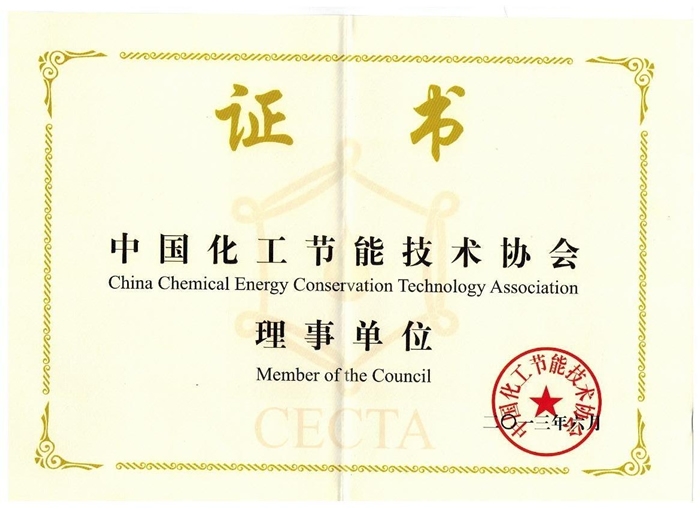 证书
中国化工节能技术协会
China Chemical Energy Conservation Technology Association
理事单位
Member of the Council
CECTA
中国化工节能技术协会
二〇一三年六月